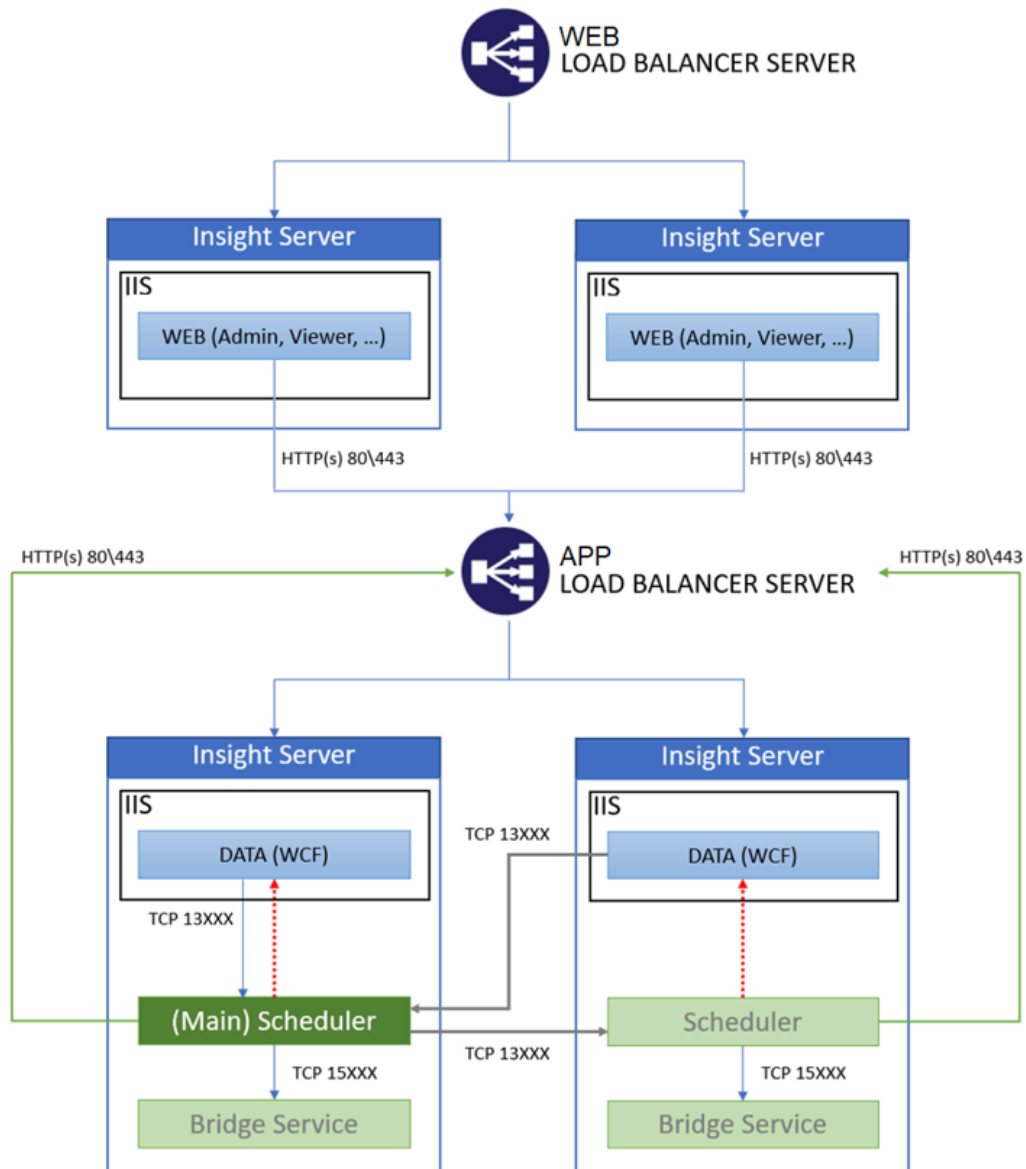 WEB
LOAD BALANCER SERVER
Insight Server
Insight Server
IIS
IIS
WEB (Admin, Viewer, ...)
WEB (Admin, Viewer, ...)
HTTP(s) 80\443
HTTP(s) 80\443
HTTP(s) 80\443
APP
LOAD BALANCER SERVER
HTTP(s) 80\443
Insight Server
Insight Server
IIS
IIS
DATA (WCF)
TCP 13XXX
DATA (WCF)
TCP 13XXX
(Main) Scheduler
Scheduler
TCP 13XXX
TCP 15XXX
TCP 15XXX
Bridge Service
Bridge Service